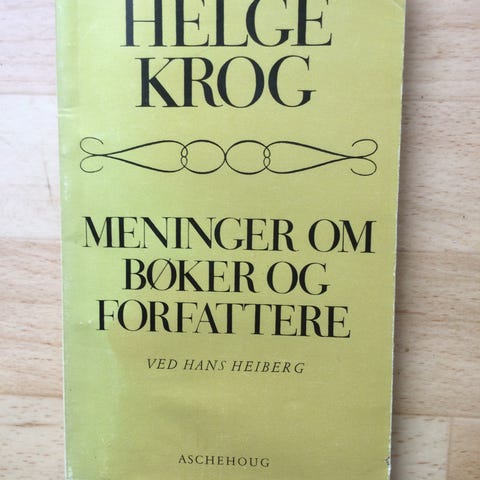 HELGE
KROG
MENINGER OM
BØKER OG
FORFATTERE
VED HANS HEIBERG
ASCHEHOUG